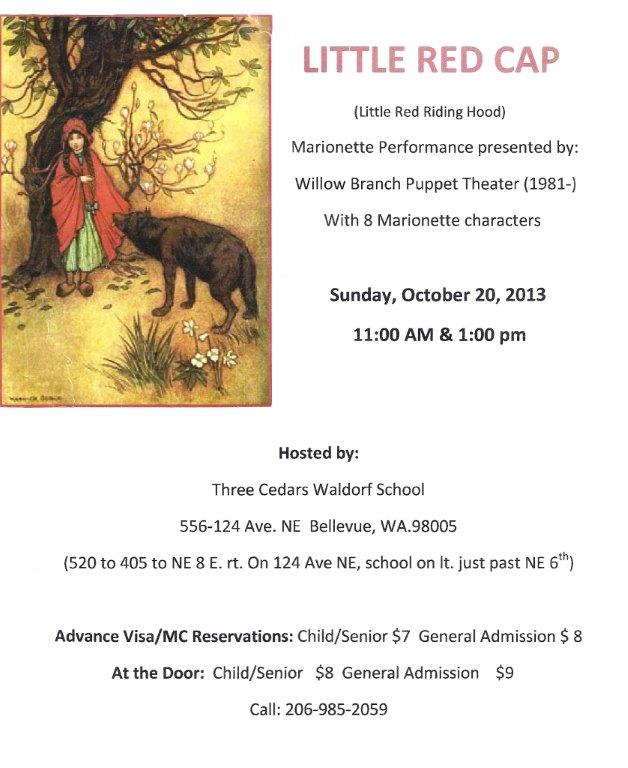 LITTLE RED CAP
(Little Red Riding Hood)
Marionette Performance presented by:
Willow Branch Puppet Theater (1981-)
With 8 Marionette characters
Sunday, October 20, 2013
11:00 AM & 1:00 pm
WARWICK GOBLE
Hosted by:
Three Cedars Waldorf School
556-124 Ave. NE  Bellevue, WA.98005
(520 to 405 to NE 8 E. rt. On 124 Ave NE, school on lt. just past NE 6th)
Advance Visa/MC Reservations: Child/Senior $7  General Admission $ 8
At the Door:  Child/Senior   $8  General Admission    $9
Call: 206-985-2059